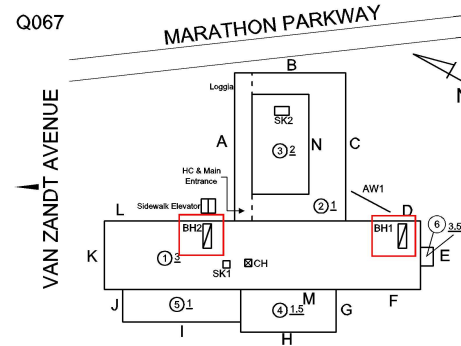 Q067
MARATHON PARKWAY
VAN ZANDT AVENUE
N
B
Loggia
SK2
A
3 2
N
C
HC & Main
Entrance
AW1
Sidewalk Elevator
2 1
L
D
BH2
BH1
6 3.5
K
1 3
E
SK1
CH
J
5 1
M
4 1.5
G
F
I
H